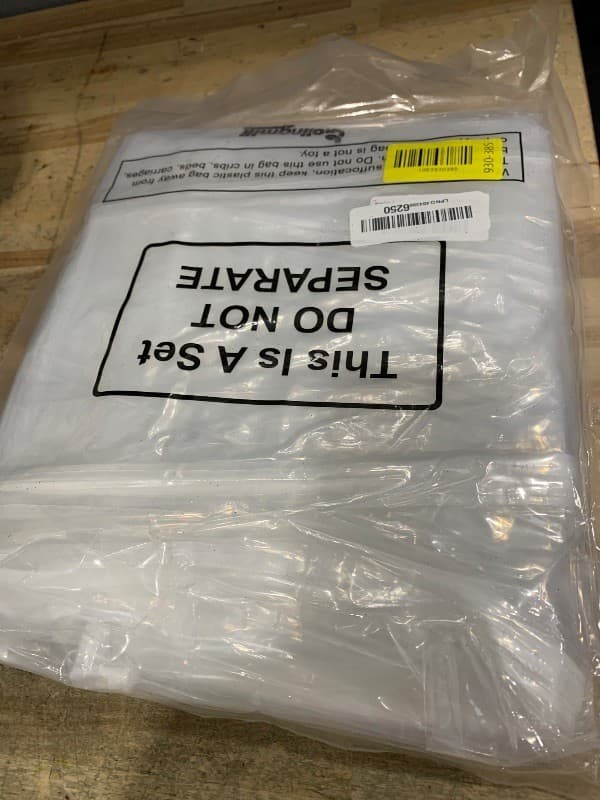 This Is A Set
DO NOT
SEPARATE
6250
suffocation, keep this plastic bag away from
Do not use this bag in cribs, beds, carriages,
is not a toy.